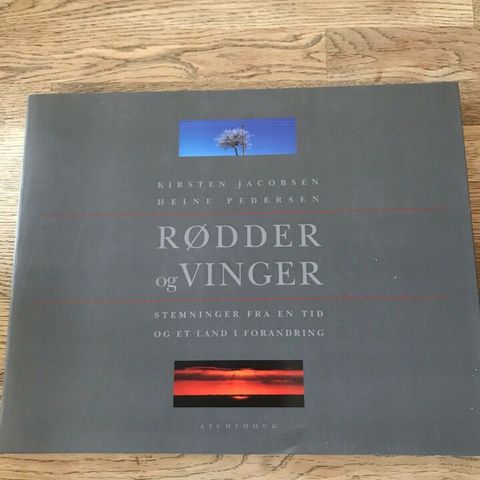 KIRSTEN JACOBSEN
HEINE PEDERSEN
RØDDER
og VINGER
STEMNINGER FRA EN TID
OG ET LAND I FORANDRING
ASCHEHOUG